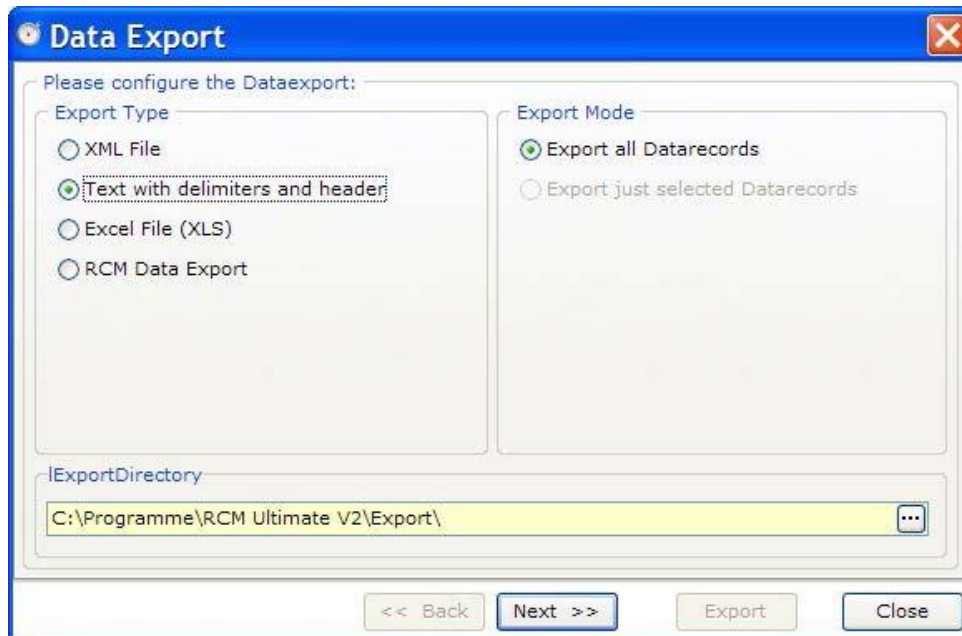 Data Export
Please configure the Dataexport:
Export Type
XML File
Text with delimiters and header
Excel File (XLS)
RCM Data Export
Export Mode
Export all Datarecords
Export just selected Datarecords
lExportDirectory
C:\Programme\RCM Ultimate V2\Export\
...
<< Back
Next >>
Export
Close